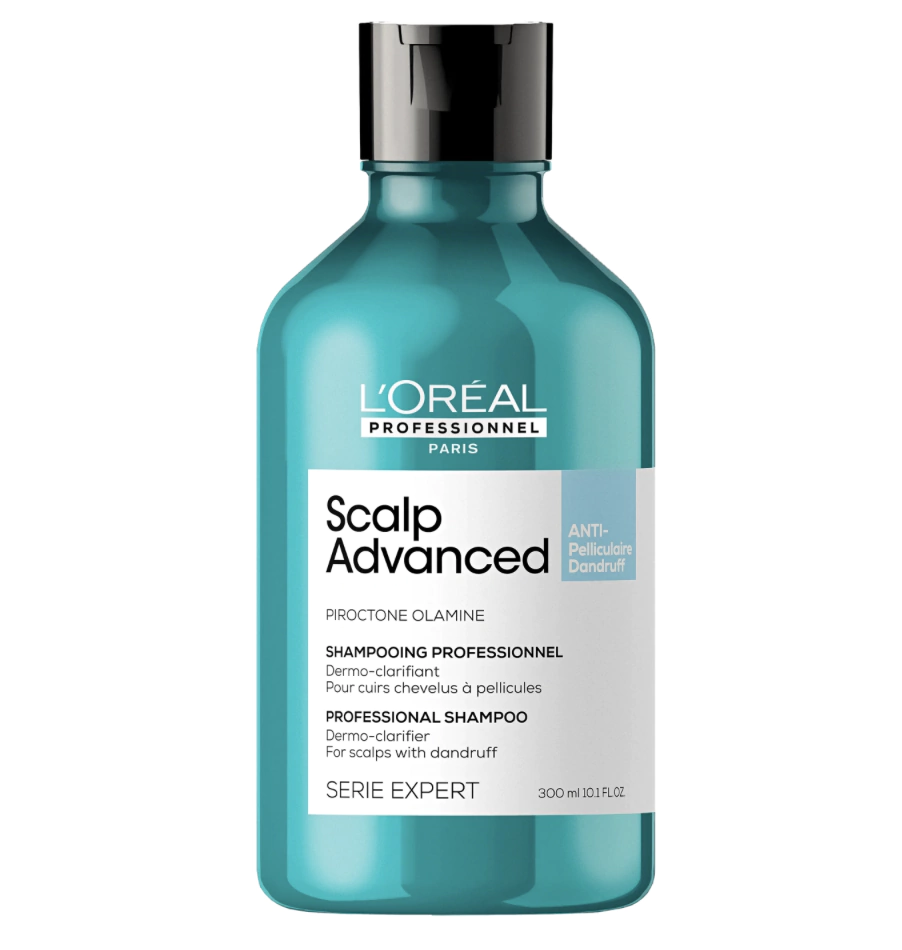 L'ORÉAL
PROFESSIONNEL
PARIS
Scalp
Advanced
ANTI-
Pelliculaire
Dandruff
PIROCTONE OLAMINE
SHAMPOOING PROFESSIONNEL
Dermo-clarifiant
Pour cuirs chevelus à pellicules
PROFESSIONAL SHAMPOO
Dermo-clarifier
For scalps with dandruff
SERIE EXPERT
300 ml 10.1 FL.OZ.